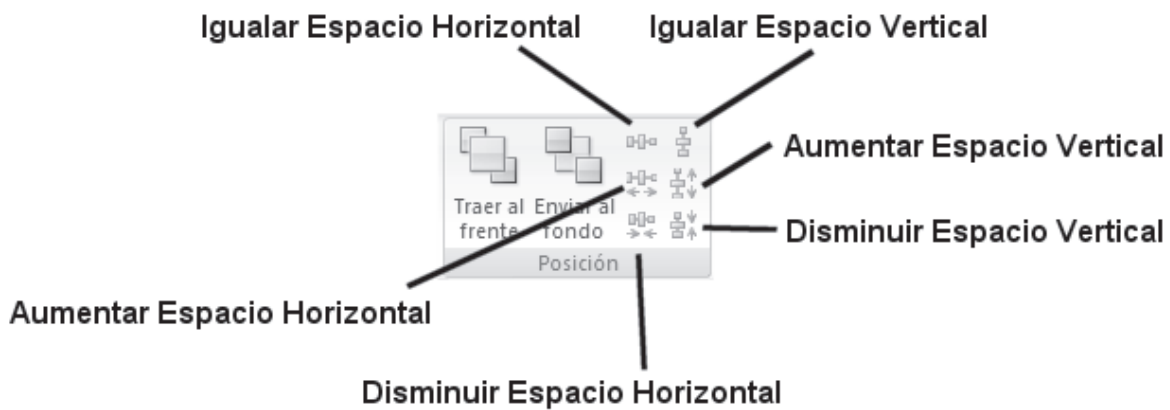 Igualar Espacio Horizontal
Igualar Espacio Vertical
Aumentar Espacio Vertical
Traer al frente
Enviar al fondo
Disminuir Espacio Vertical
Posición
Aumentar Espacio Horizontal
Disminuir Espacio Horizontal